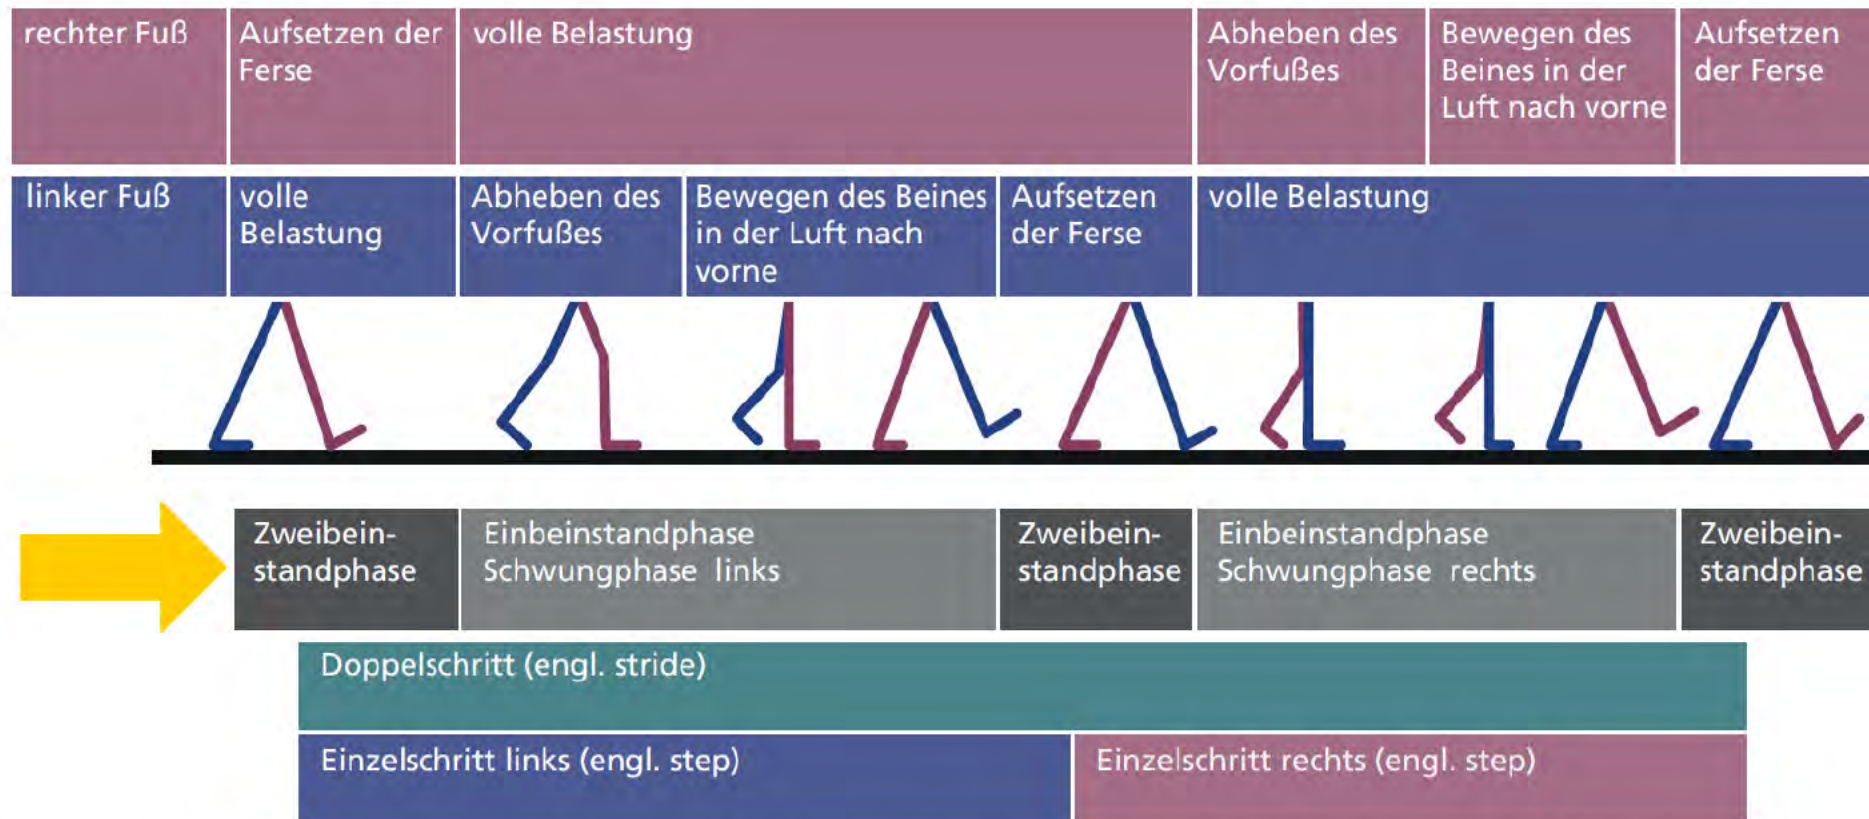 rechter Fuß
Aufsetzen der
Ferse
volle Belastung
Abheben des
Vorfußes
Bewegen des
Beines in der
Luft nach vorne
Aufsetzen
der Ferse
linker Fuß
volle
Belastung
Abheben des
Vorfußes
Bewegen des Beines
in der Luft nach
vorne
Aufsetzen
der Ferse
volle Belastung
Zweibein-
standphase
Einbeinstandphase
Schwungphase links
Zweibein-
standphase
Einbeinstandphase
Schwungphase rechts
Zweibein-
standphase
Doppelschritt (engl. stride)
Einzelschritt links (engl. step)
Einzelschritt rechts (engl. step)